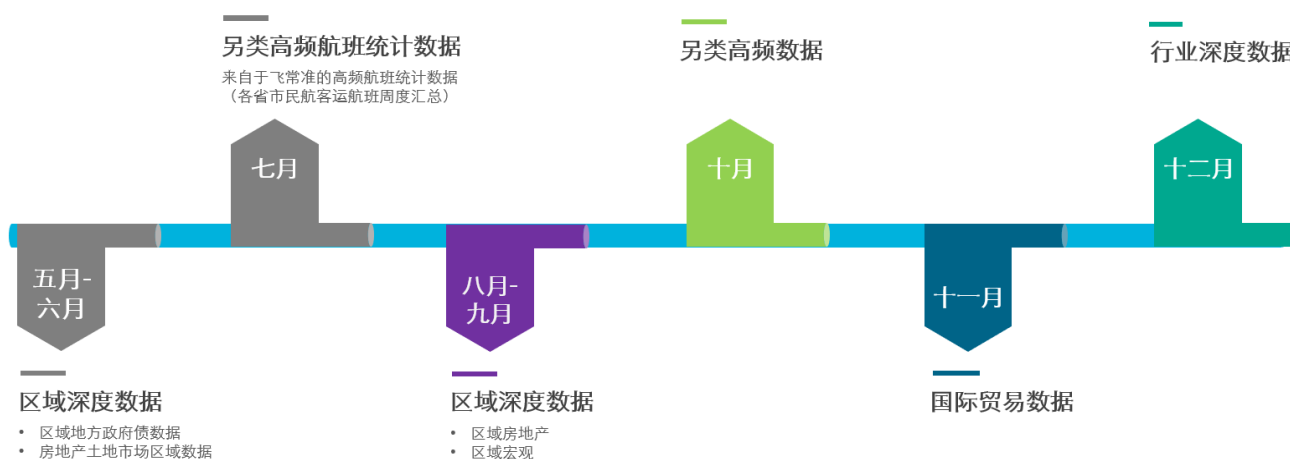 另类高频航班统计数据
来自于飞常准的高频航班统计数据
（各省市民航客运航班周度汇总）
另类高频数据
行业深度数据
七月
十月
十二月
五月-
六月
八月-
九月
十一月
区域深度数据
• 区域地方政府债数据
• 房地产土地市场区域数据
区域深度数据
• 区域房地产
• 区域宏观
国际贸易数据